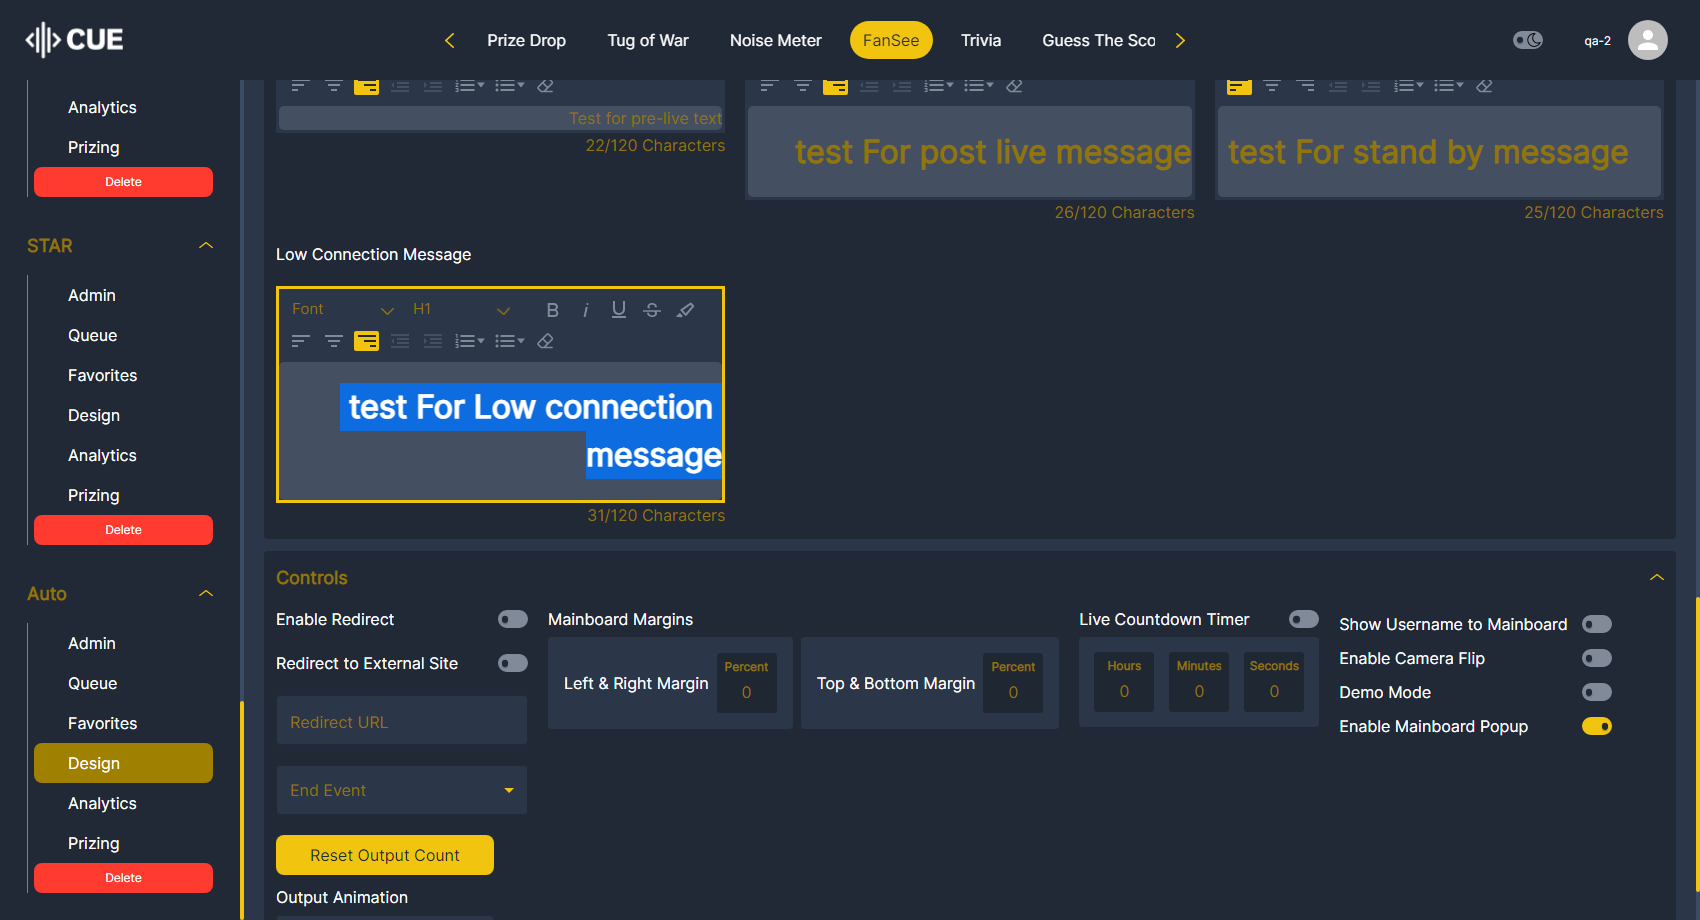 CUE
Prize Drop
Tug of War
Noise Meter
FanSee
Trivia
Guess The Sco
qa-2
Analytics
Prizing
Delete
STAR
Admin
Queue
Favorites
Design
Analytics
Prizing
Delete
Auto
Admin
Queue
Favorites
Design
Analytics
Prizing
Delete
Test for pre-live text
22/120 Characters
test For post live message
26/120 Characters
test For stand by message
25/120 Characters
Low Connection Message
Font
H1
B
i
U
S
test For Low connection
message
31/120 Characters
Controls
Enable Redirect
Redirect to External Site
Redirect URL
End Event
Reset Output Count
Output Animation
Mainboard Margins
Left & Right Margin
Percent
0
Top & Bottom Margin
Percent
0
Live Countdown Timer
Hours
0
Minutes
0
Seconds
0
Show Username to Mainboard
Enable Camera Flip
Demo Mode
Enable Mainboard Popup